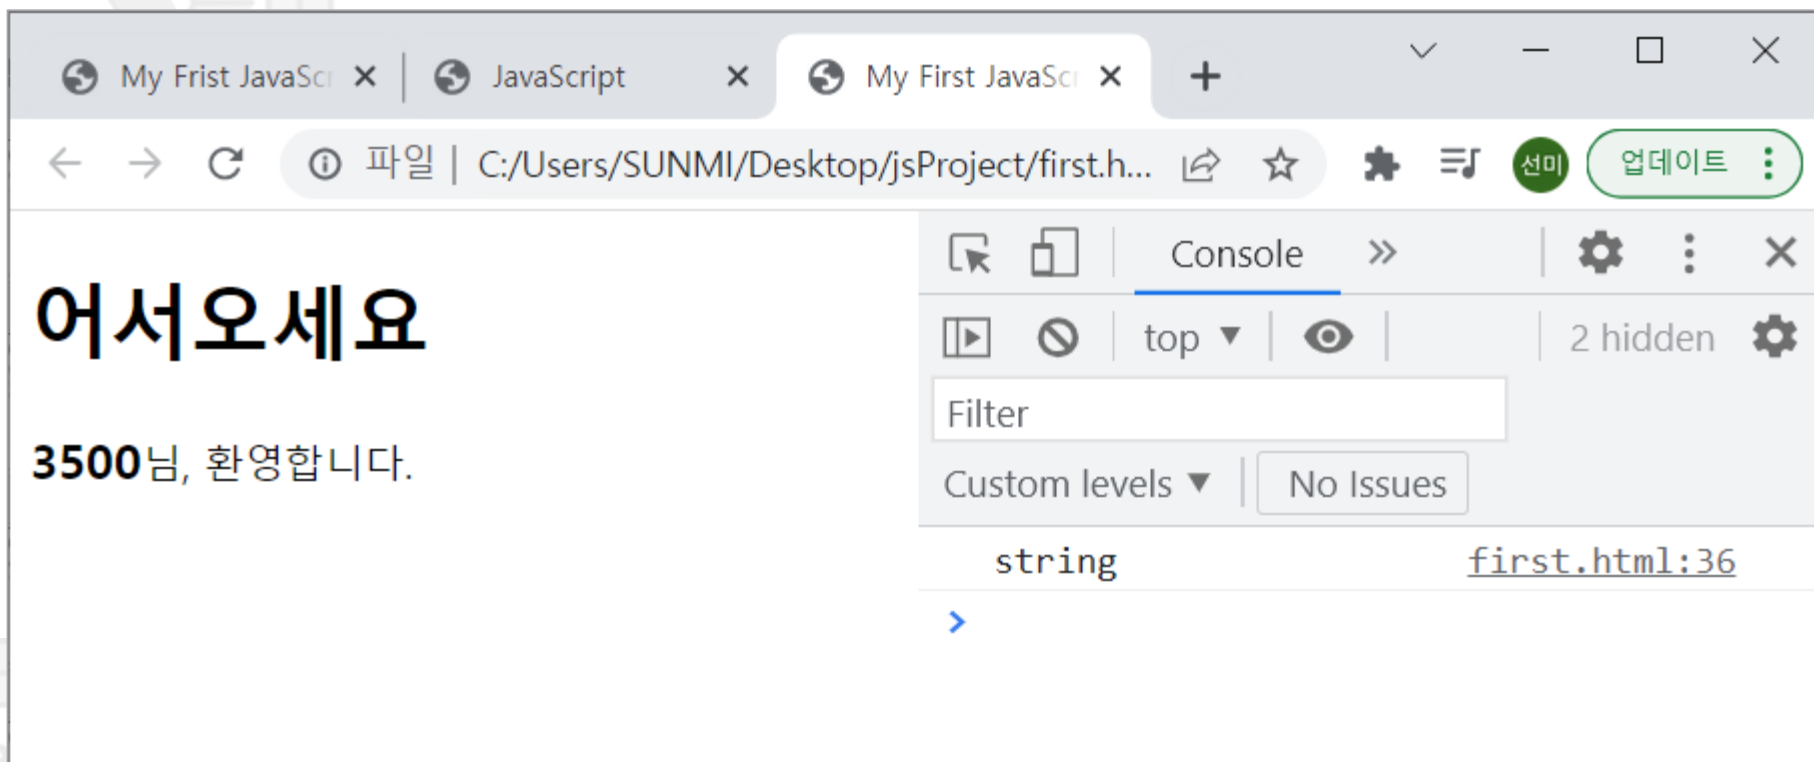 My Frist JavaSc
JavaScript
My First JavaSc
파일 | C:/Users/SUNMI/Desktop/jsProject/first.h...
선미
업데이트
어서오세요
3500님, 환영합니다.
Console
top
2 hidden
Filter
Custom levels
No Issues
string first.html:36